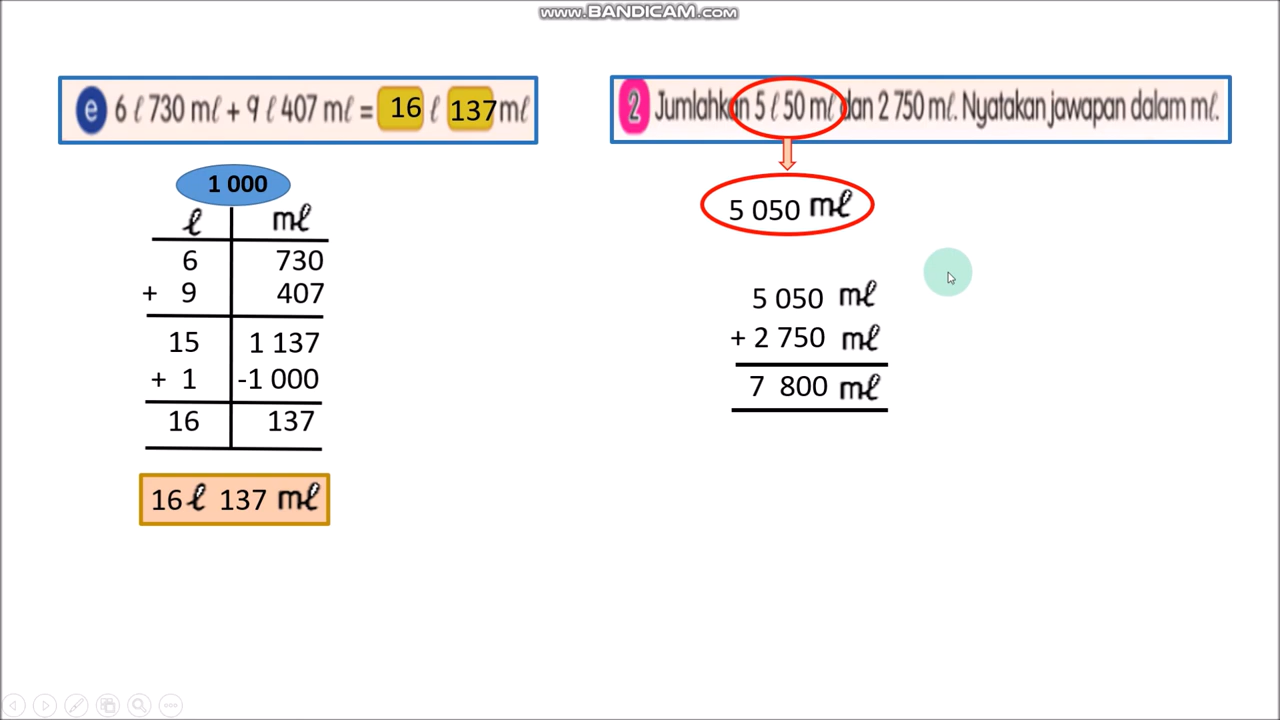 www.BANDICAM.com
e 6 ℓ 730 mℓ + 9 ℓ 407 mℓ = 16 ℓ 137 mℓ
1 000
ℓ mℓ
6 730
+ 9 407
15 1 137
+ 1 -1 000
16 137
16 ℓ 137 mℓ
2 Jumlahkan 5 ℓ 50 mℓ dan 2 750 mℓ. Nyatakan jawapan dalam mℓ.
5 050 mℓ
5 050 mℓ
+ 2 750 mℓ
7 800 mℓ